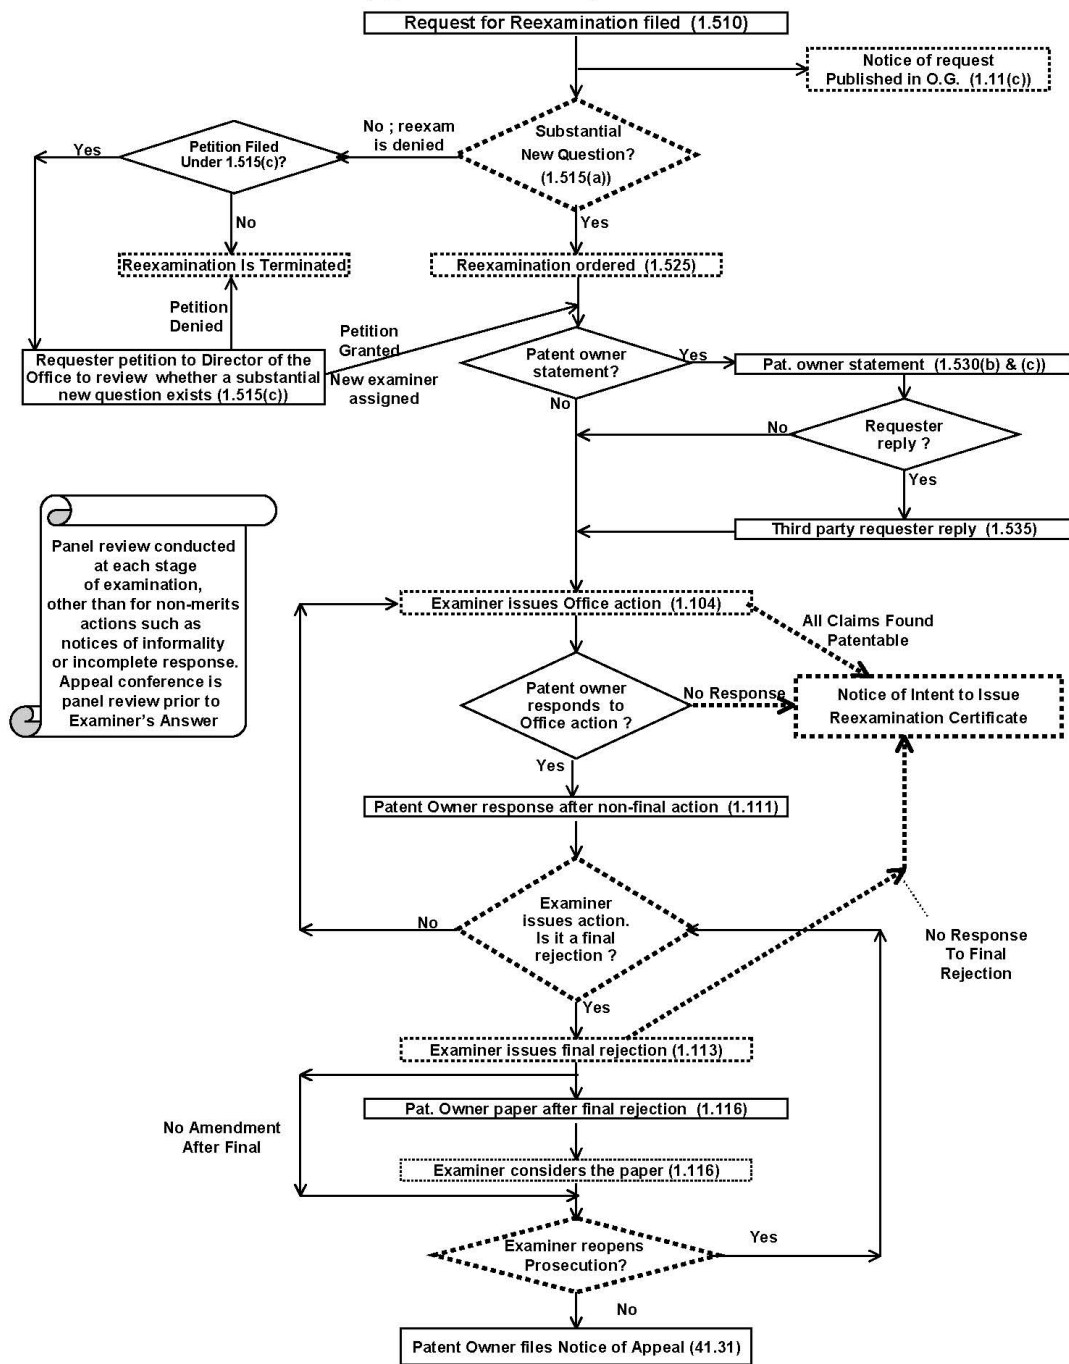 Request for Reexamination filed (1.510)
Notice of request
Published in O.G. (1.11(c))
No ; reexam
is denied
Substantial
New Question?
(1.515(a))
Yes
Petition Filed
Under 1.515(c)?
No
Yes
Reexamination Is Terminated
Reexamination ordered (1.525)
Petition
Denied
Petition
Granted
New examiner
assigned
Requester petition to Director of the
Office to review whether a substantial
new question exists (1.515(c))
Patent owner
statement?
Yes
Pat. owner statement (1.530(b) & (c))
No
No
Requester
reply ?
Yes
Third party requester reply (1.535)
Panel review conducted
at each stage
of examination,
other than for non-merits
actions such as
notices of informality
or incomplete response.
Appeal conference is
panel review prior to
Examiner's Answer
Examiner issues Office action (1.104)
All Claims Found
Patentable
Patent owner
responds to
Office action ?
No Response
Notice of Intent to Issue
Reexamination Certificate
Yes
Patent Owner response after non-final action (1.111)
Examiner
issues action.
Is it a final
rejection ?
No
No Response
To Final
Rejection
Yes
Examiner issues final rejection (1.113)
Pat. Owner paper after final rejection (1.116)
No Amendment
After Final
Examiner considers the paper (1.116)
Examiner reopens
Prosecution?
Yes
No
Patent Owner files Notice of Appeal (41.31)